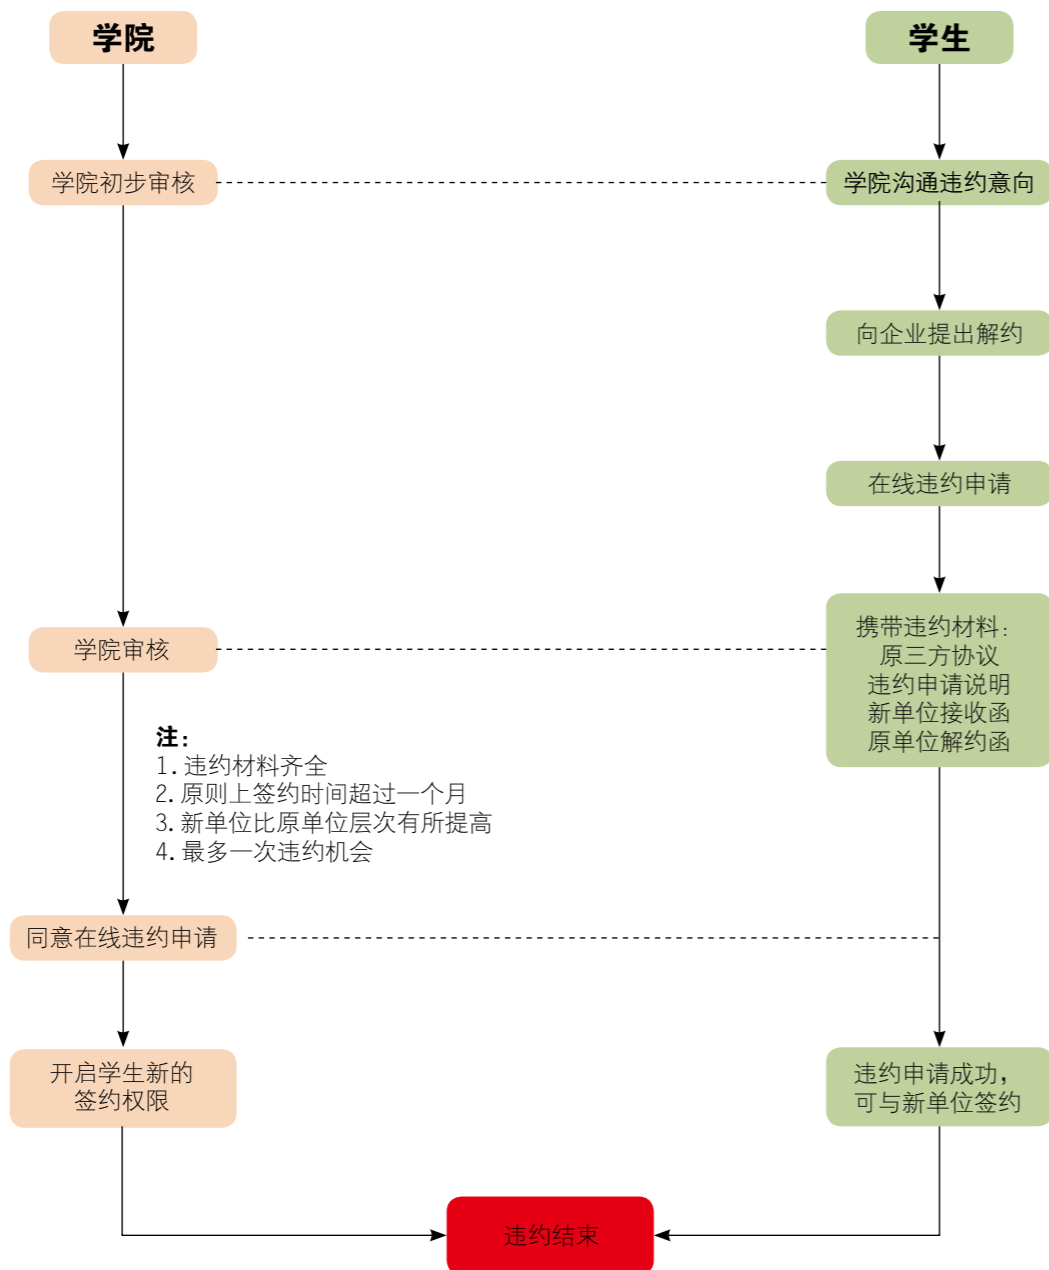 学院
学生
学院初步审核
学院沟通违约意向
向企业提出解约
在线违约申请
学院审核
携带违约材料:
原三方协议
违约申请说明
新单位接收函
原单位解约函
注:
1. 违约材料齐全
2. 原则上签约时间超过一个月
3. 新单位比原单位层次有所提高
4. 最多一次违约机会
同意在线违约申请
开启学生新的
签约权限
违约申请成功，
可与新单位签约
违约结束